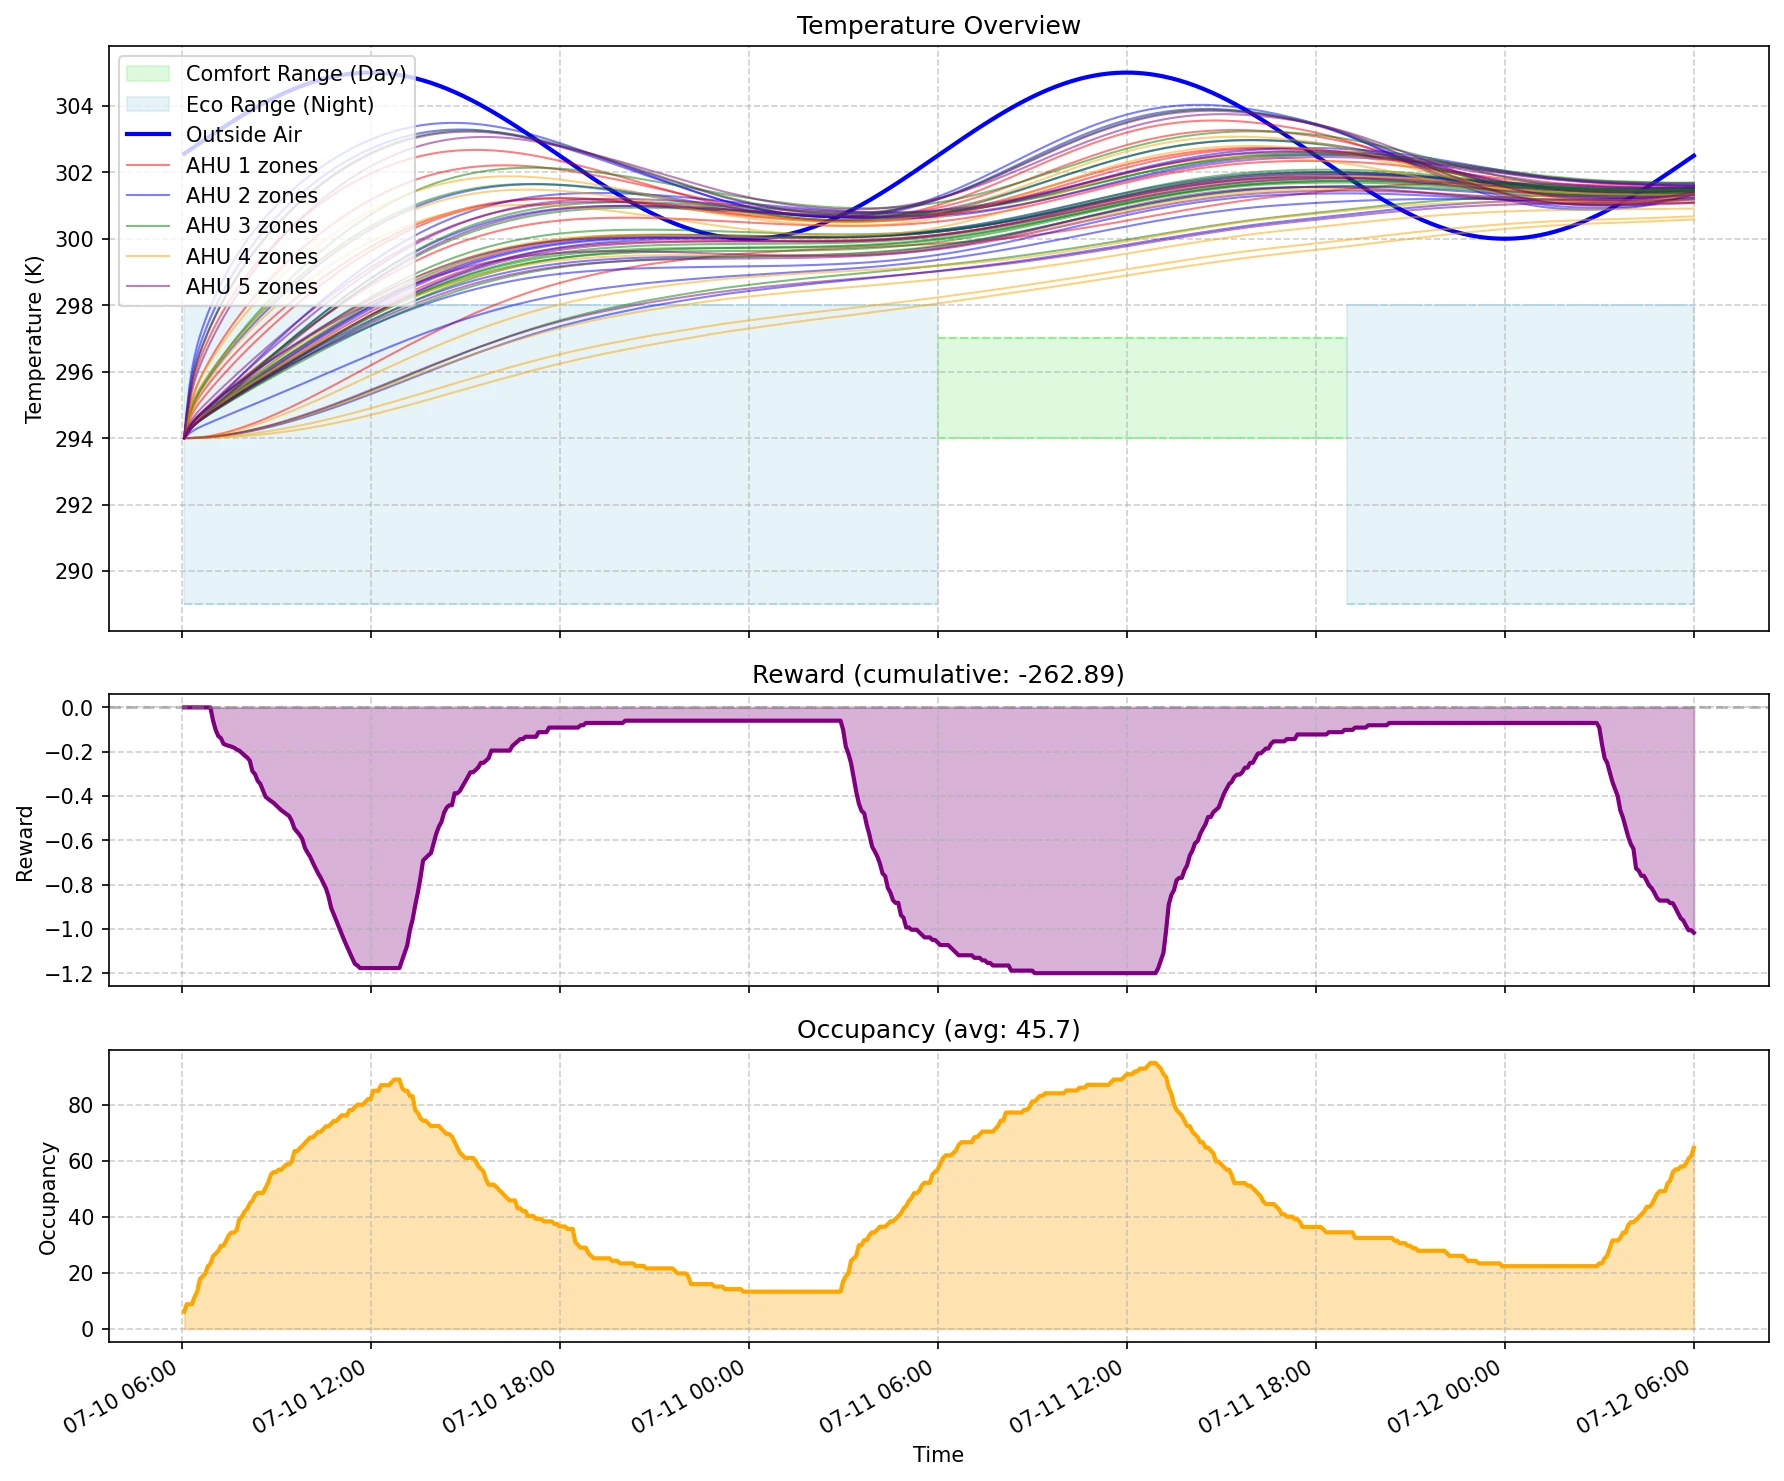 Temperature Overview
Comfort Range (Day)
Eco Range (Night)
Outside Air
AHU 1 zones
AHU 2 zones
AHU 3 zones
AHU 4 zones
AHU 5 zones
Temperature (K)
304
302
300
298
296
294
292
290
Reward (cumulative: -262.89)
Reward
0.0
−0.2
−0.4
−0.6
−0.8
−1.0
−1.2
Occupancy (avg: 45.7)
Occupancy
80
60
40
20
0
07-10 06:00
07-10 12:00
07-10 18:00
07-11 00:00
07-11 06:00
07-11 12:00
07-11 18:00
07-12 00:00
07-12 06:00
Time